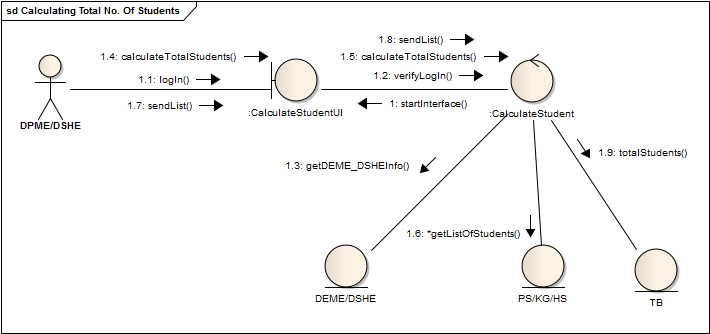 sd Calculating Total No. Of Students
1.8: sendList()
1.4: calculateTotalStudents()
1.5: calculateTotalStudents()
1.1: logIn()
1.2: verifyLogIn()
1.7: sendList()
1: startInterface()
DPME/DSHE
:CalculateStudentUI
:CalculateStudent
1.9: totalStudents()
1.3: getDEME_DSHEInfo()
1.6: *getListOfStudents()
DEME/DSHE
PS/KG/HS
TB